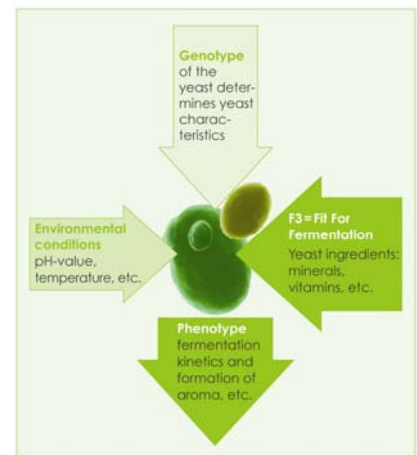 Genotype
of the
yeast deter-
mines yeast
charac-
teristics
Environmental
conditions
pH-value,
temperature, etc.
F3=Fit For
Fermentation
Yeast ingredients:
minerals,
vitamins, etc.
Phenotype
fermentation
kinetics and
formation of
aroma, etc.